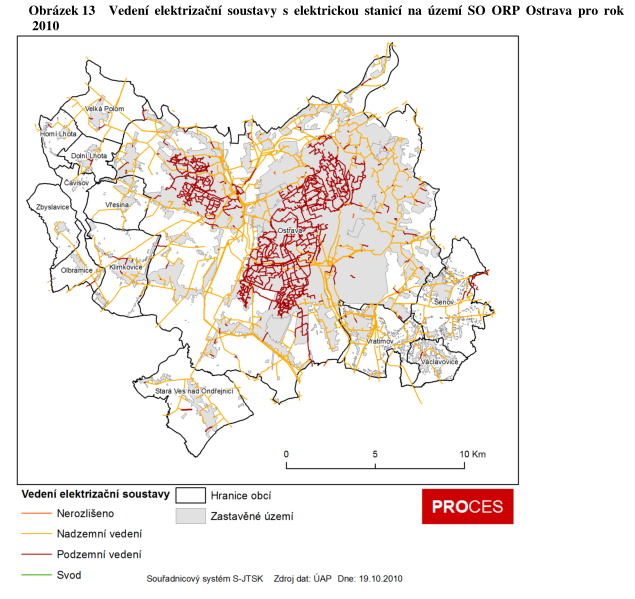 Obrázek 13 Vedení elektrizační soustavy s elektrickou stanicí na území SO ORP Ostrava pro rok
2010
Velká Polom
Horní Lhota
Dolní Lhota
Čavisov
Zbyslavice
Vřesina
Ostrava
Olbramice
Klimkovice
Šenov
Vratimov
Václavovice
Stará Ves nad Ondřejnicí
0 5 10 Km
Vedení elektrizační soustavy
Nerozlišeno
Nadzemní vedení
Podzemní vedení
Svod
Hranice obcí
Zastavěné území
PROCES
Souřadnicový systém S-JTSK Zdroj dat: ÚAP Dne: 19.10.2010